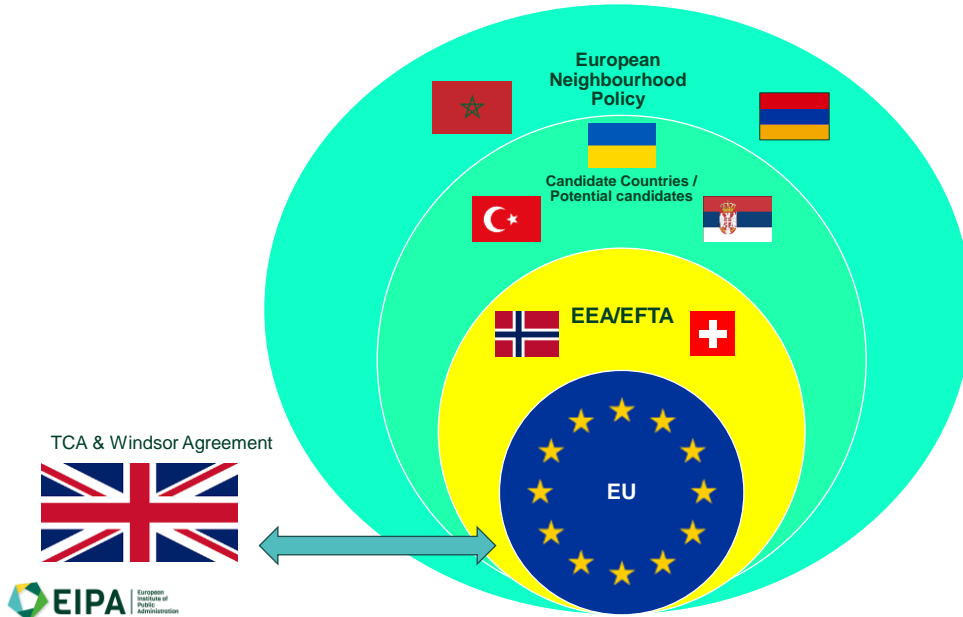 European
Neighbourhood
Policy
Candidate Countries /
Potential candidates
EEA/EFTA
TCA & Windsor Agreement
EU
EIPA
European
Institute of
Public
Administration